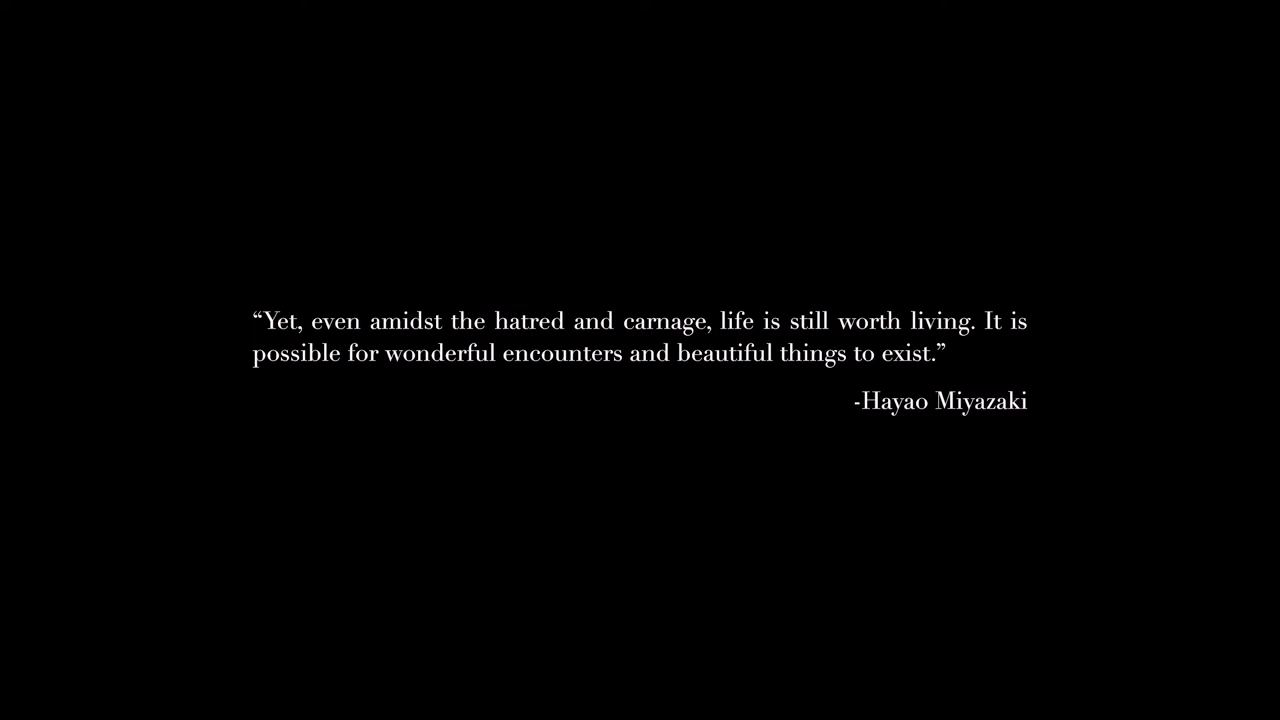 “Yet, even amidst the hatred and carnage, life is still worth living. It is
possible for wonderful encounters and beautiful things to exist.”
-Hayao Miyazaki